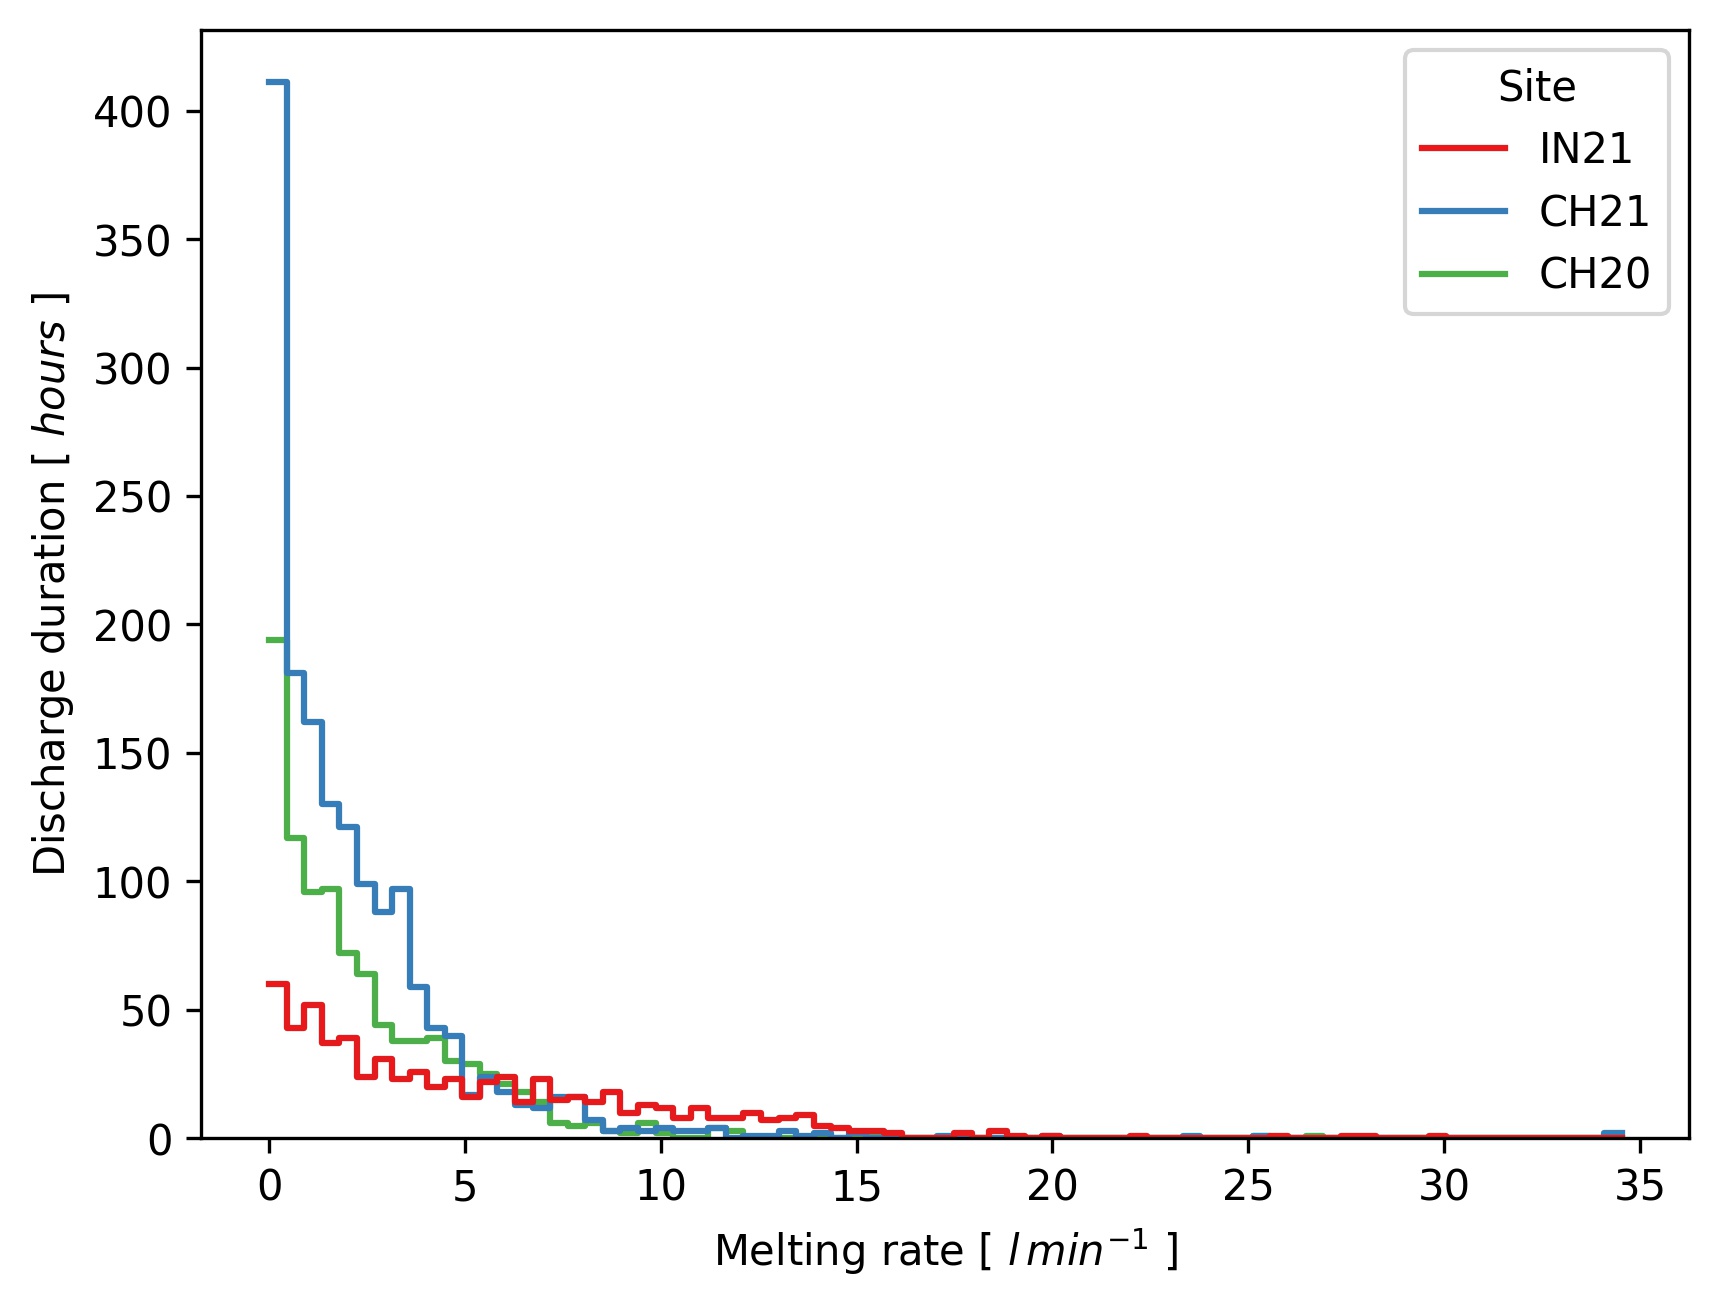 Site
IN21
CH21
CH20
Discharge duration [ hours ]
400
350
300
250
200
150
100
50
0
0 5 10 15 20 25 30 35
Melting rate [ l min⁻¹ ]